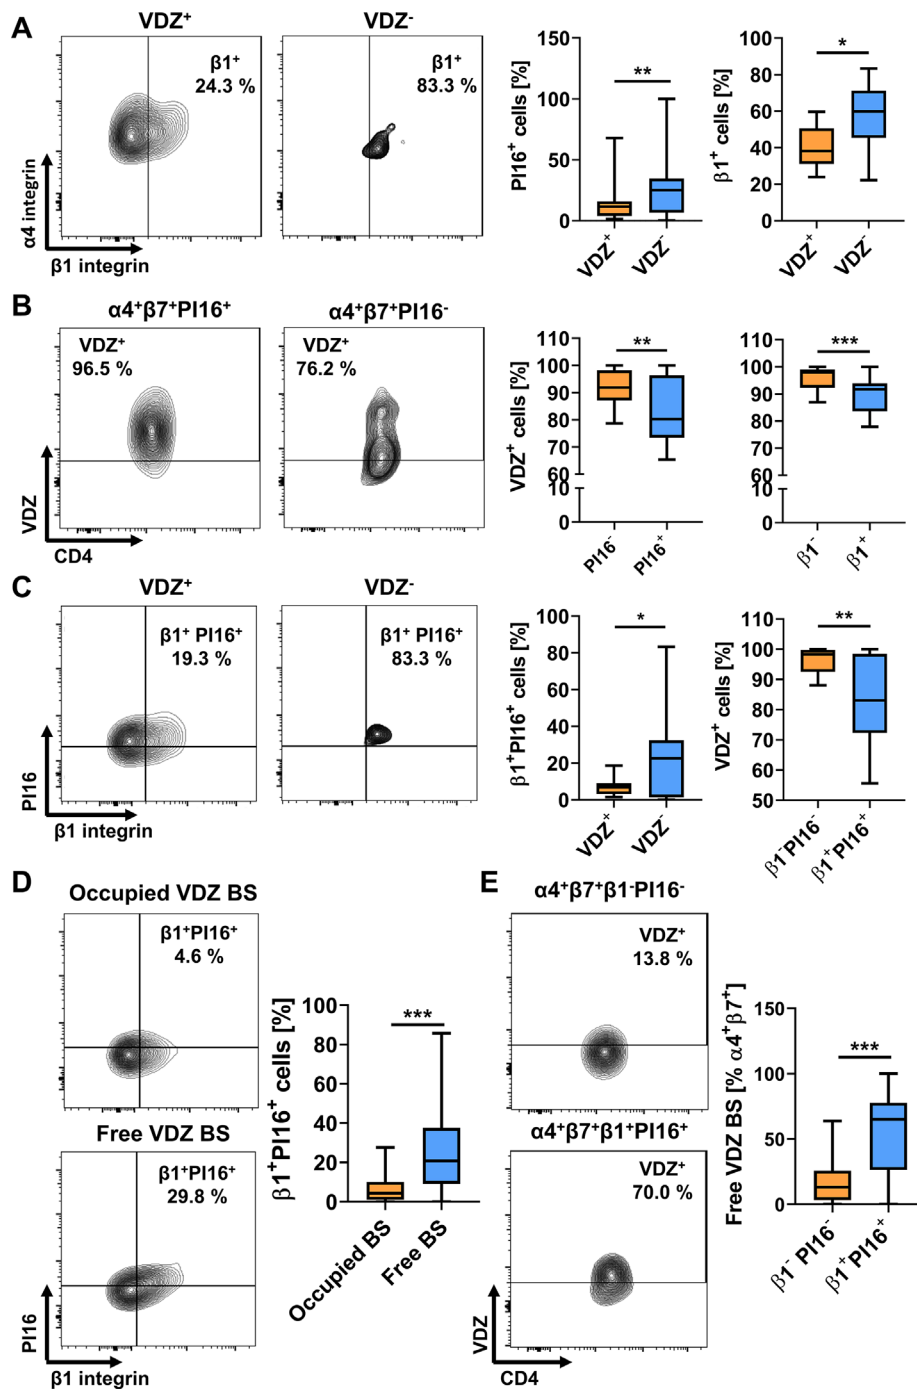 A
VDZ⁺
VDZ⁻
β1⁺
24.3 %
β1⁺
83.3 %
α4 integrin
β1 integrin
PI16⁺ cells [%]
150
100
50
0
**
VDZ⁺
VDZ⁻
β1⁺ cells [%]
100
80
60
40
20
0
*
VDZ⁺
VDZ⁻
B
α4⁺β7⁺PI16⁺
α4⁺β7⁺PI16⁻
VDZ⁺
96.5 %
VDZ⁺
76.2 %
VDZ
CD4
VDZ⁺ cells [%]
110
100
90
80
70
60
10
0
**
PI16⁻
PI16⁺
110
100
90
80
70
60
10
0
***
β1⁻
β1⁺
C
VDZ⁺
VDZ⁻
β1⁺ PI16⁺
19.3 %
β1⁺ PI16⁺
83.3 %
PI16
β1 integrin
β1⁺PI16⁺ cells [%]
100
80
60
40
20
0
*
VDZ⁺
VDZ⁻
VDZ⁺ cells [%]
110
100
90
80
70
60
50
**
β1⁻PI16⁻
β1⁺PI16⁺
D
Occupied VDZ BS
β1⁺PI16⁺
4.6 %
Free VDZ BS
β1⁺PI16⁺
29.8 %
PI16
β1 integrin
β1⁺PI16⁺ cells [%]
100
80
60
40
20
0
***
Occupied BS
Free BS
E
α4⁺β7⁺β1⁻PI16⁻
VDZ⁺
13.8 %
α4⁺β7⁺β1⁺PI16⁺
VDZ⁺
70.0 %
VDZ
CD4
Free VDZ BS [% α4⁺β7⁺]
150
100
50
0
***
β1⁻PI16⁻
β1⁺PI16⁺